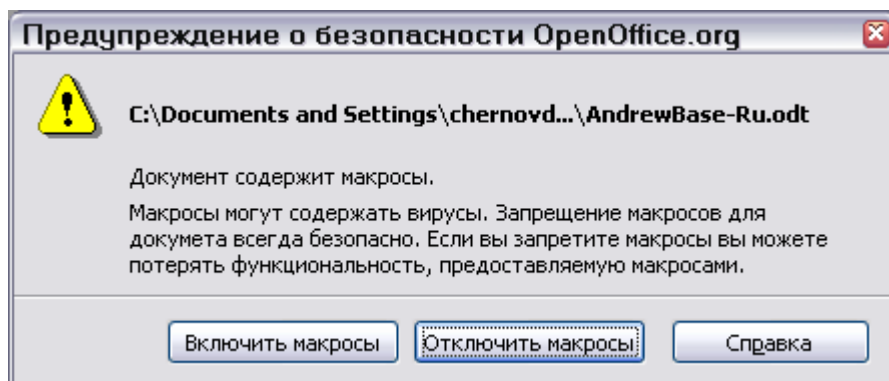 Предупреждение о безопасности OpenOffice.org
C:\Documents and Settings\chernovd...\AndrewBase-Ru.odt
Документ содержит макросы.
Макросы могут содержать вирусы. Запрещение макросов для
докумета всегда безопасно. Если вы запретите макросы вы можете
потерять функциональность, предоставляемую макросами.
Включить макросы Отключить макросы Справка